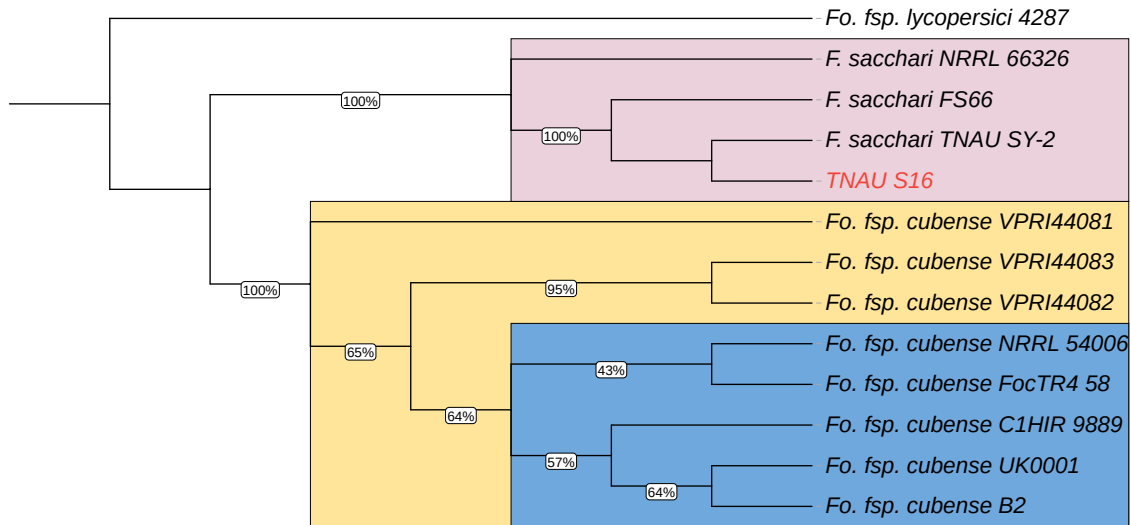 Fo. fsp. lycopersici 4287
F. sacchari NRRL 66326
100%
F. sacchari FS66
100%
F. sacchari TNAU SY-2
TNAU S16
Fo. fsp. cubense VPRI44081
Fo. fsp. cubense VPRI44083
100%
95%
Fo. fsp. cubense VPRI44082
Fo. fsp. cubense NRRL 54006
65%
43%
Fo. fsp. cubense FocTR4 58
64%
Fo. fsp. cubense C1HIR 9889
57%
Fo. fsp. cubense UK0001
64%
Fo. fsp. cubense B2